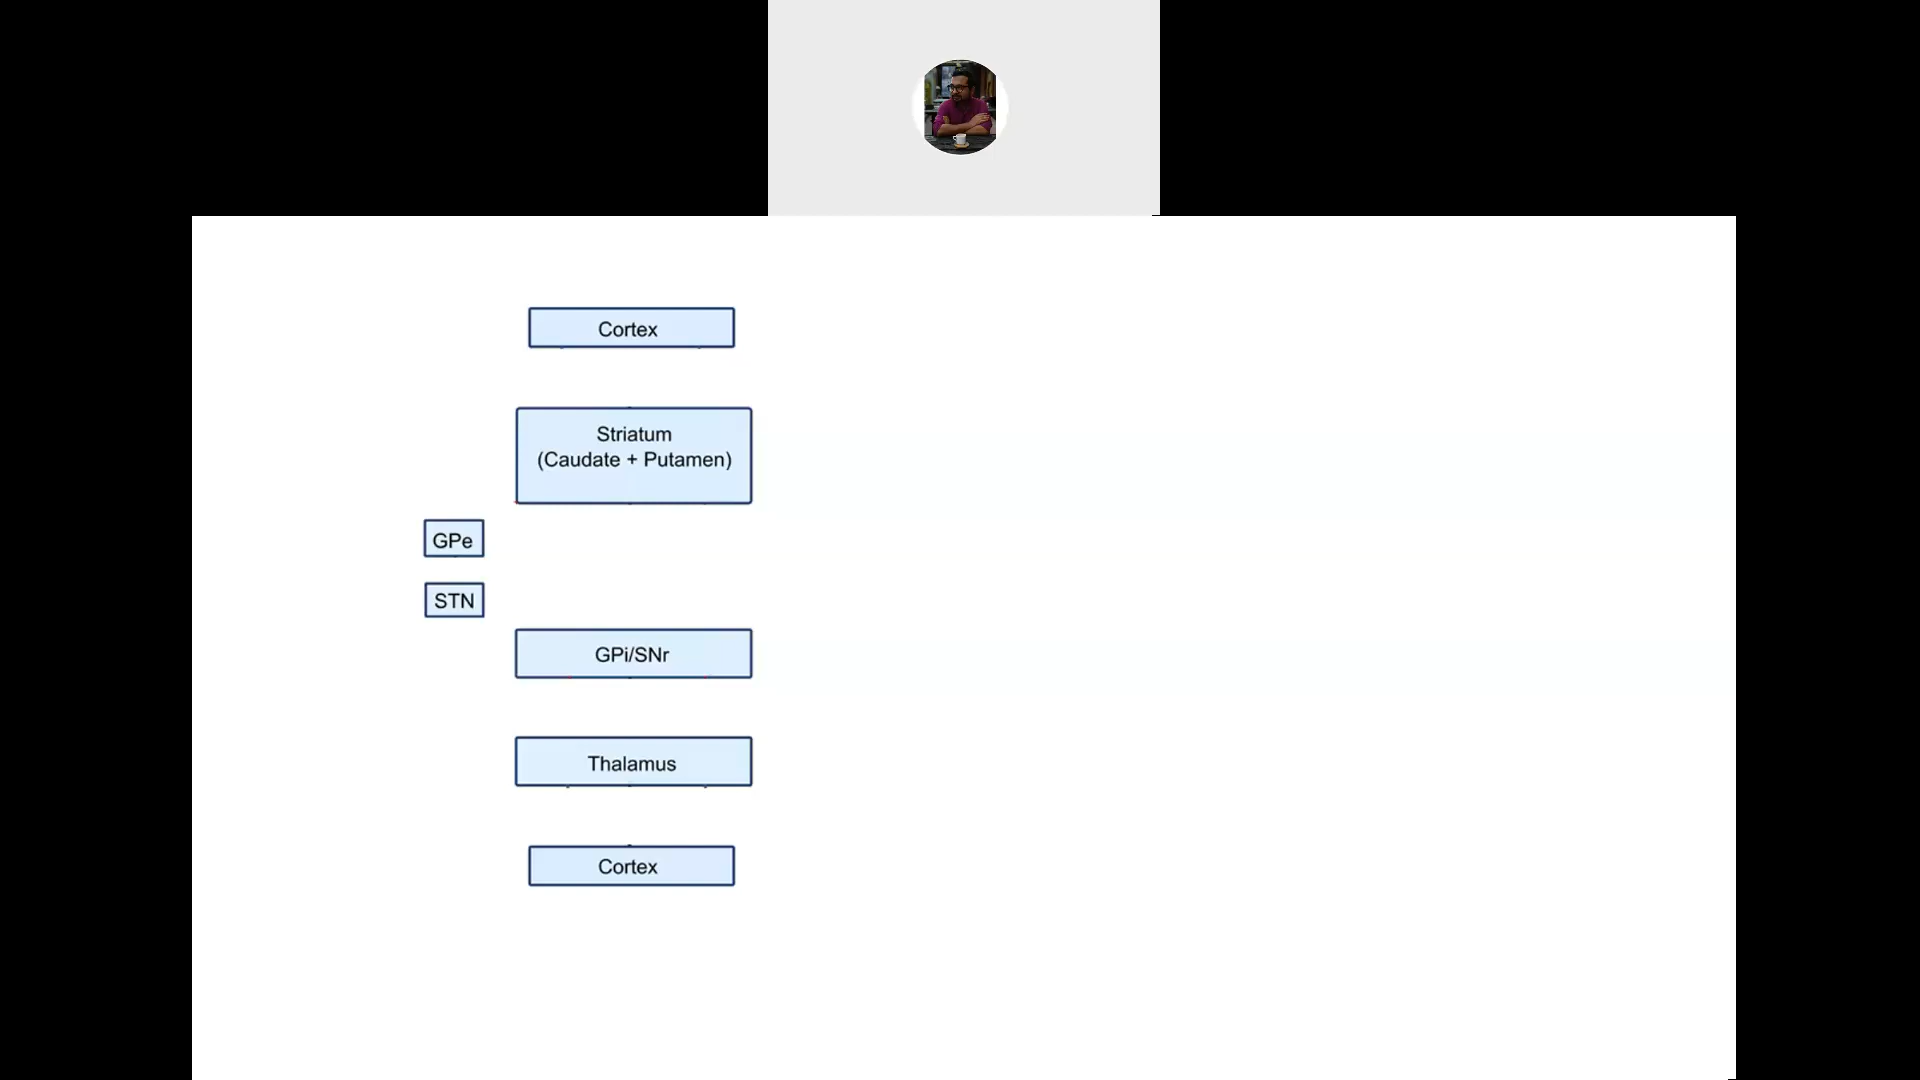 Cortex
Striatum
(Caudate + Putamen)
GPe
STN
GPi/SNr
Thalamus
Cortex